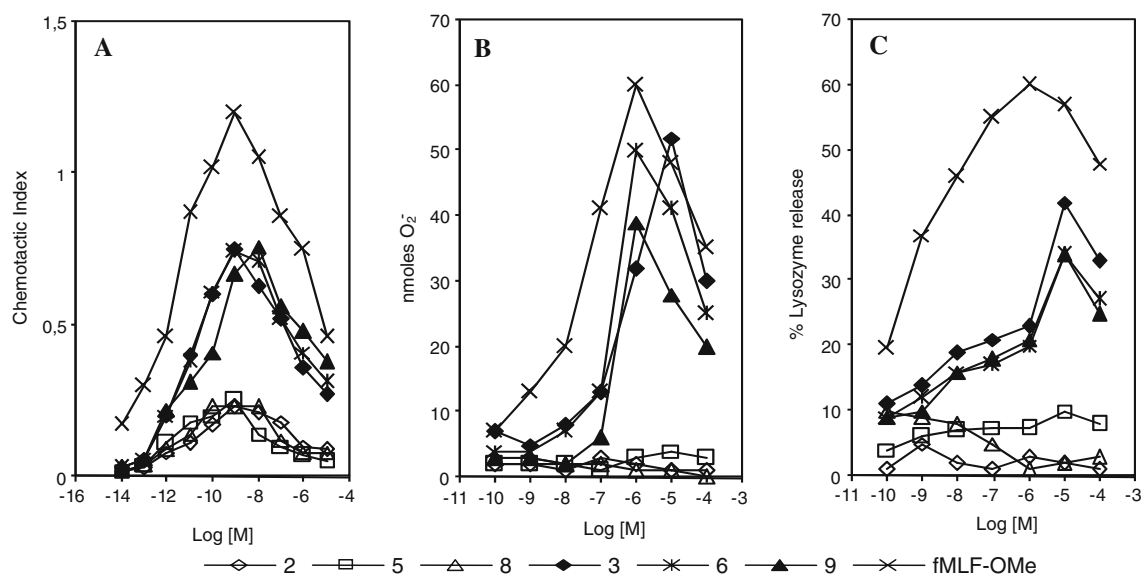 A
1,5
1
0,5
0
-16 -14 -12 -10 -8 -6 -4
Chemotactic Index
Log [M]
B
70
60
50
40
30
20
10
0
-11 -10 -9 -8 -7 -6 -5 -4 -3
nmoles O₂⁻
Log [M]
C
70
60
50
40
30
20
10
0
-11 -10 -9 -8 -7 -6 -5 -4 -3
% Lysozyme release
Log [M]
2 5 8 3 6 9 fMLF-OMe